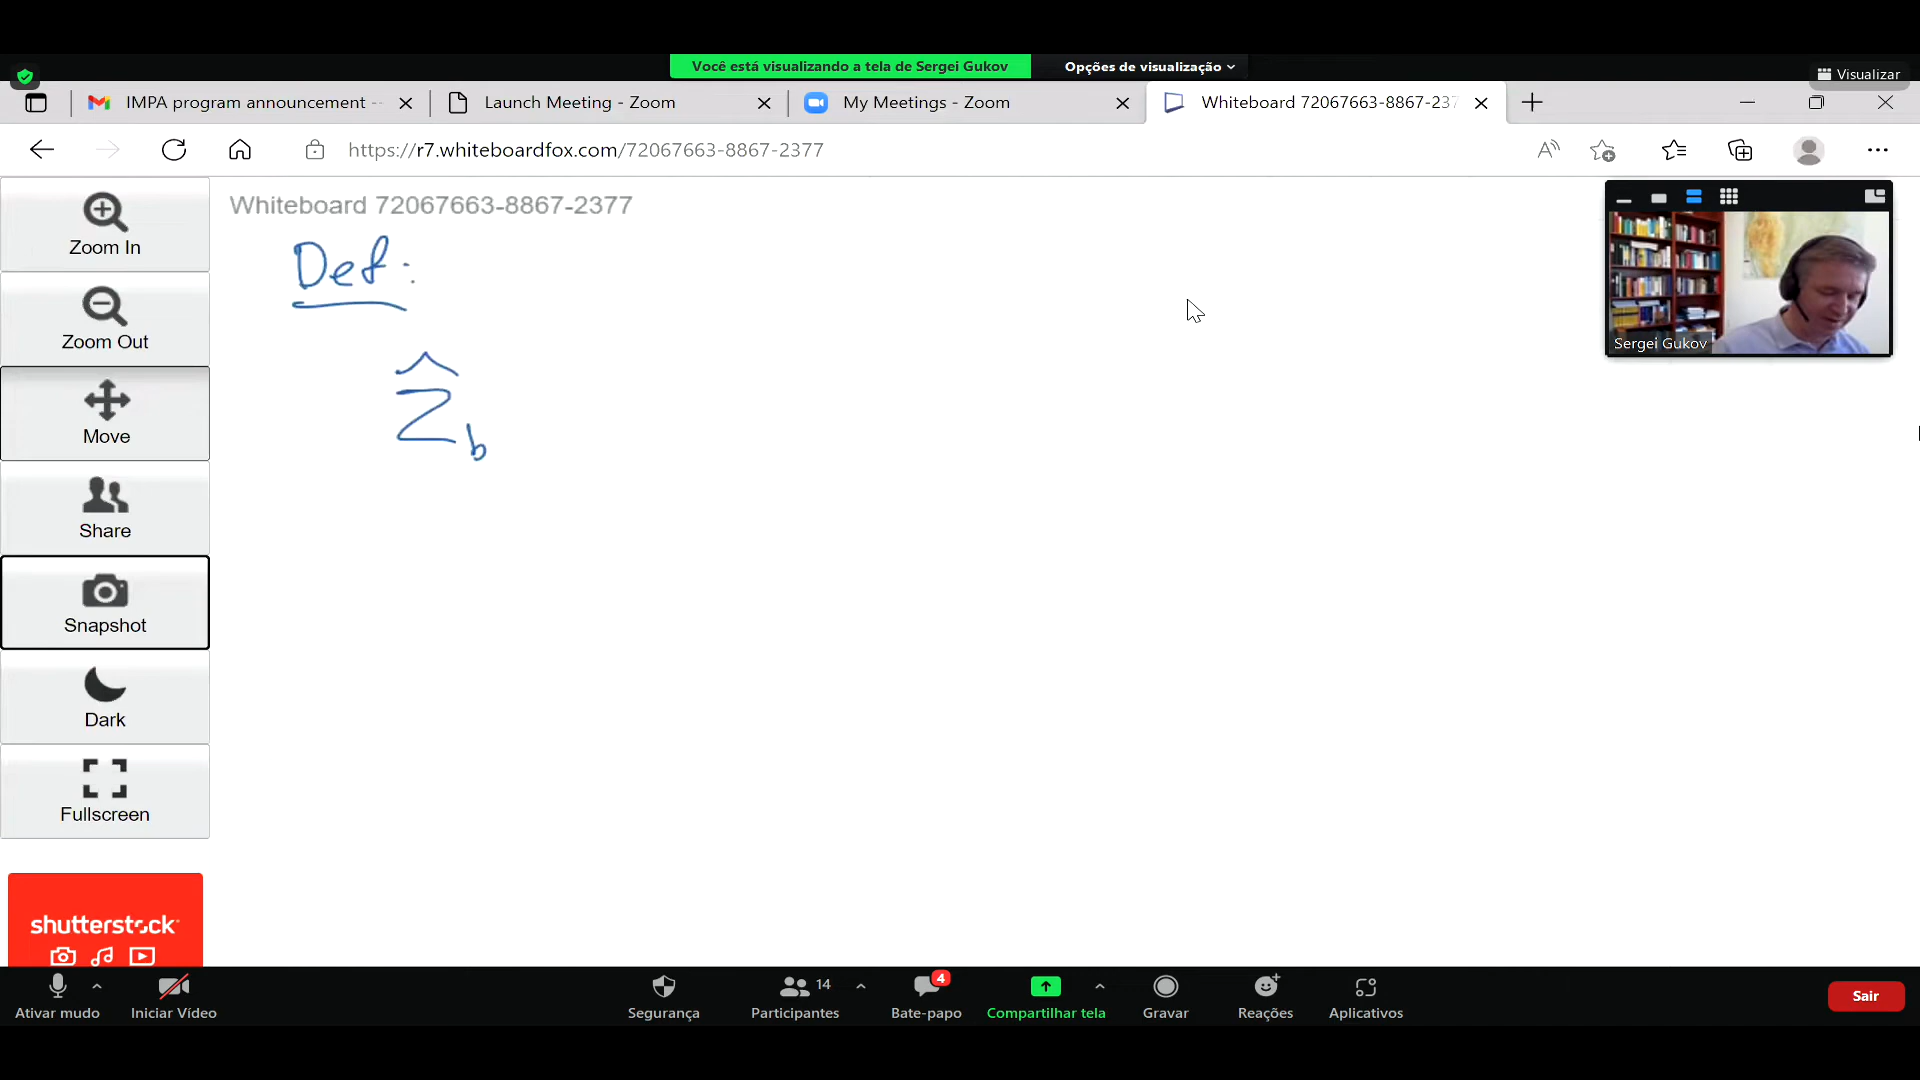 Você está visualizando a tela de Sergei Gukov
Opções de visualização
Visualizar
IMPA program announcement -
Launch Meeting - Zoom
My Meetings - Zoom
Whiteboard 72067663-8867-237
https://r7.whiteboardfox.com/72067663-8867-2377
Whiteboard 72067663-8867-2377
Zoom In
Zoom Out
Move
Share
Snapshot
Dark
Fullscreen
Def:
Ẑ_b
Sergei Gukov
shutterstock
Ativar mudo
Iniciar Vídeo
Segurança
14
Participantes
4
Bate-papo
Compartilhar tela
Gravar
Reações
Aplicativos
Sair